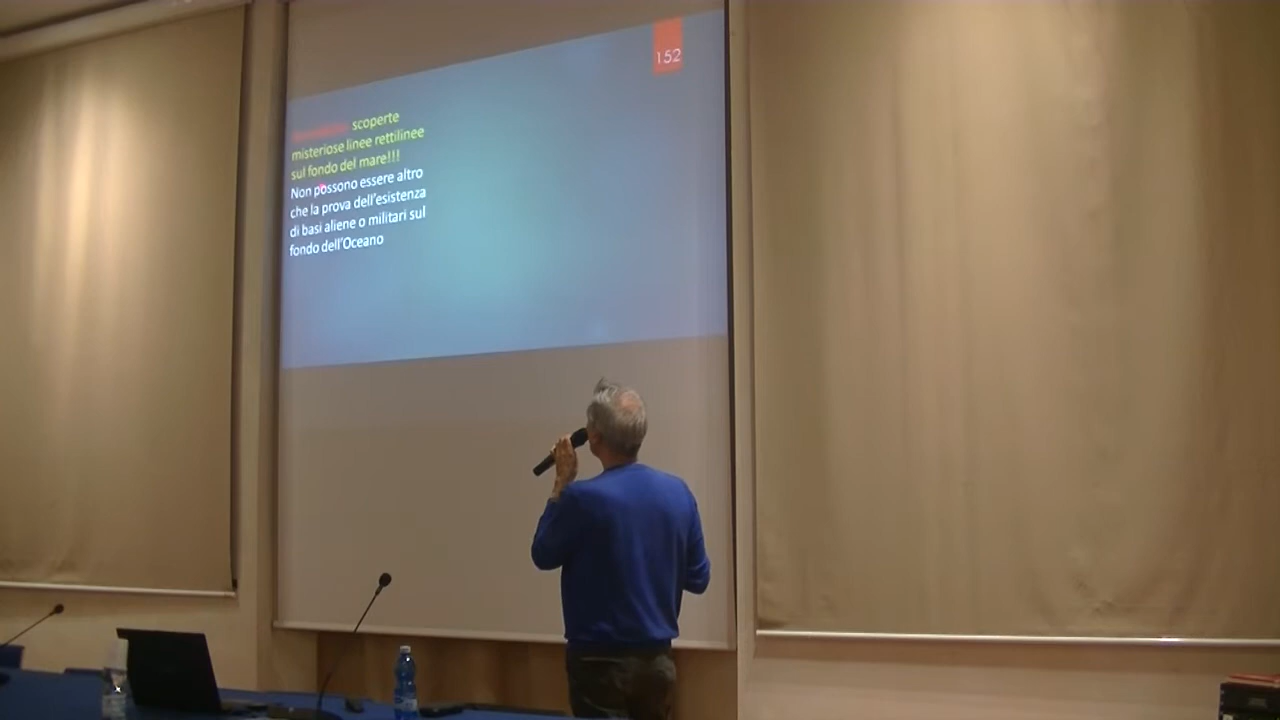 152
scoperte
misteriose linee rettilinee
sul fondo del mare!!!
Non possono essere altro
che la prova dell'esistenza
di basi aliene o militari sul
fondo dell'Oceano